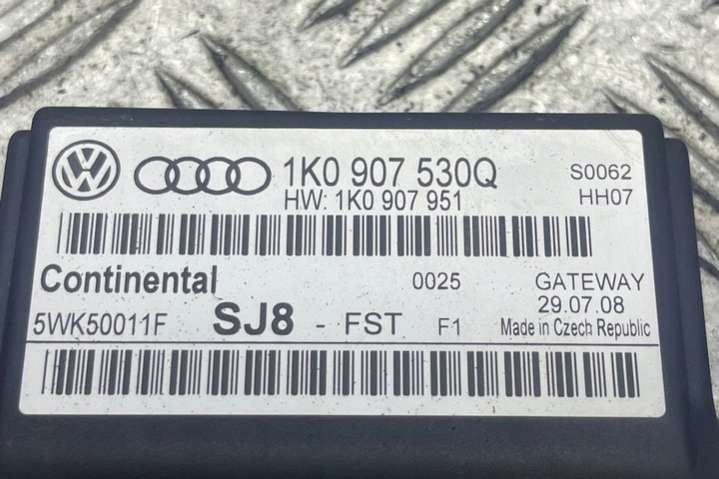 1K0 907 530Q S0062
HW: 1K0 907 951 HH07
Continental 0025 GATEWAY
29.07.08
5WK50011F SJ8 - FST F1 Made in Czech Republic